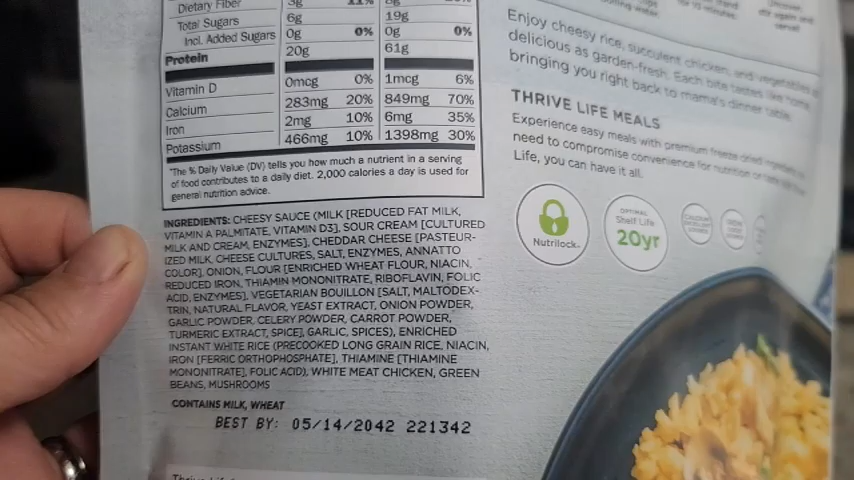 Dietary Fiber 3g 11% 8g
Total Sugars 6g 19g
Incl. Added Sugars 0g 0% 0g 0%
Protein 20g 61g
Vitamin D 0mcg 0% 1mcg 6%
Calcium 283mg 20% 849mg 70%
Iron 2mg 10% 6mg 35%
Potassium 466mg 10% 1398mg 30%
*The % Daily Value (DV) tells you how much a nutrient in a serving
of food contributes to a daily diet. 2,000 calories a day is used for
general nutrition advice.
INGREDIENTS: CHEESY SAUCE (MILK [REDUCED FAT MILK,
VITAMIN A PALMITATE, VITAMIN D3], SOUR CREAM [CULTURED
MILK AND CREAM, ENZYMES], CHEDDAR CHEESE [PASTEUR-
IZED MILK, CHEESE CULTURES, SALT, ENZYMES, ANNATTO
COLOR], ONION, FLOUR [ENRICHED WHEAT FLOUR, NIACIN,
REDUCED IRON, THIAMIN MONONITRATE, RIBOFLAVIN, FOLIC
ACID, ENZYMES], VEGETARIAN BOUILLON [SALT, MALTODEX-
TRIN, NATURAL FLAVOR, YEAST EXTRACT, ONION POWDER,
GARLIC POWDER, CELERY POWDER, CARROT POWDER,
TURMERIC EXTRACT, SPICE], GARLIC, SPICES), ENRICHED
INSTANT WHITE RICE (PRECOOKED LONG GRAIN RICE, NIACIN,
IRON [FERRIC ORTHOPHOSPHATE], THIAMINE [THIAMINE
MONONITRATE], FOLIC ACID), WHITE MEAT CHICKEN, GREEN
BEANS, MUSHROOMS
CONTAINS MILK, WHEAT
BEST BY: 05/14/2042 221342
Enjoy cheesy rice, succulent chicken, and vegetables
delicious as garden-fresh. Each bite tastes like home
bringing you right back to mama's dinner table.
THRIVE LIFE MEALS
Experience easy meals with premium freeze dried
need to compromise convenience for nutrition or
Life, you can have it all.
Nutrilock
OPTIMAL
Shelf Life
20yr